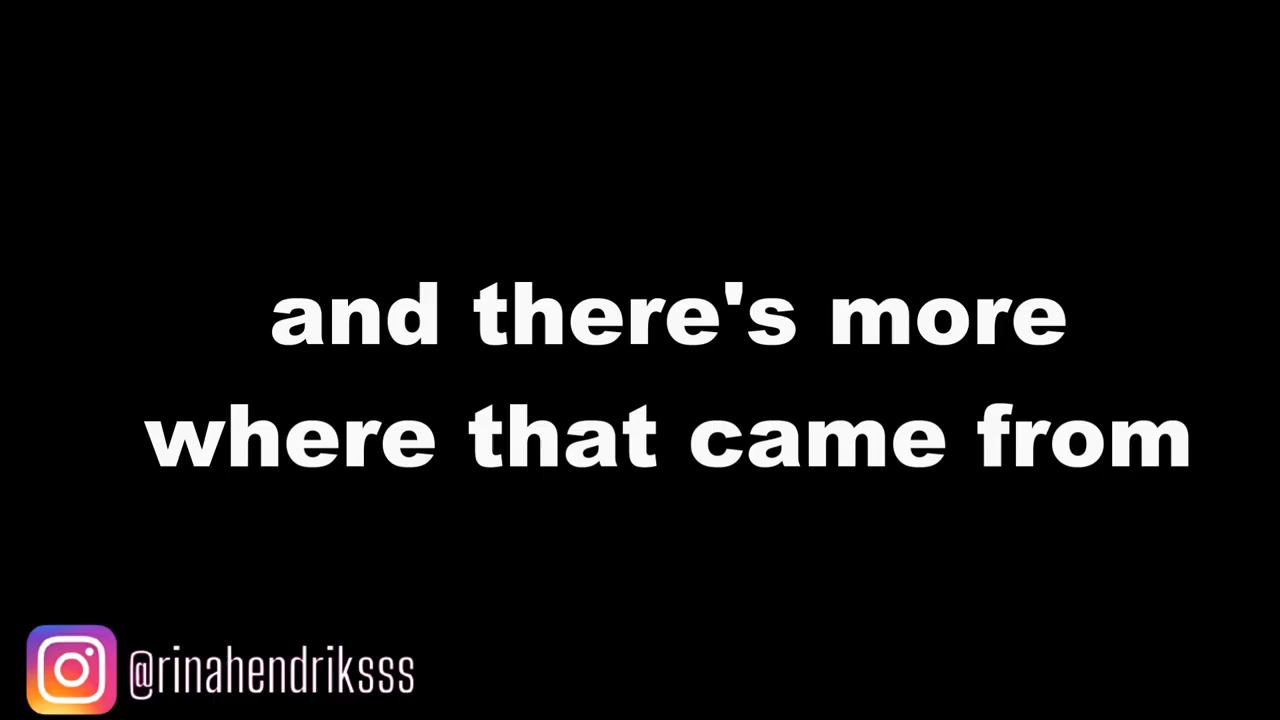 and there's more
where that came from
@rinahendriksss